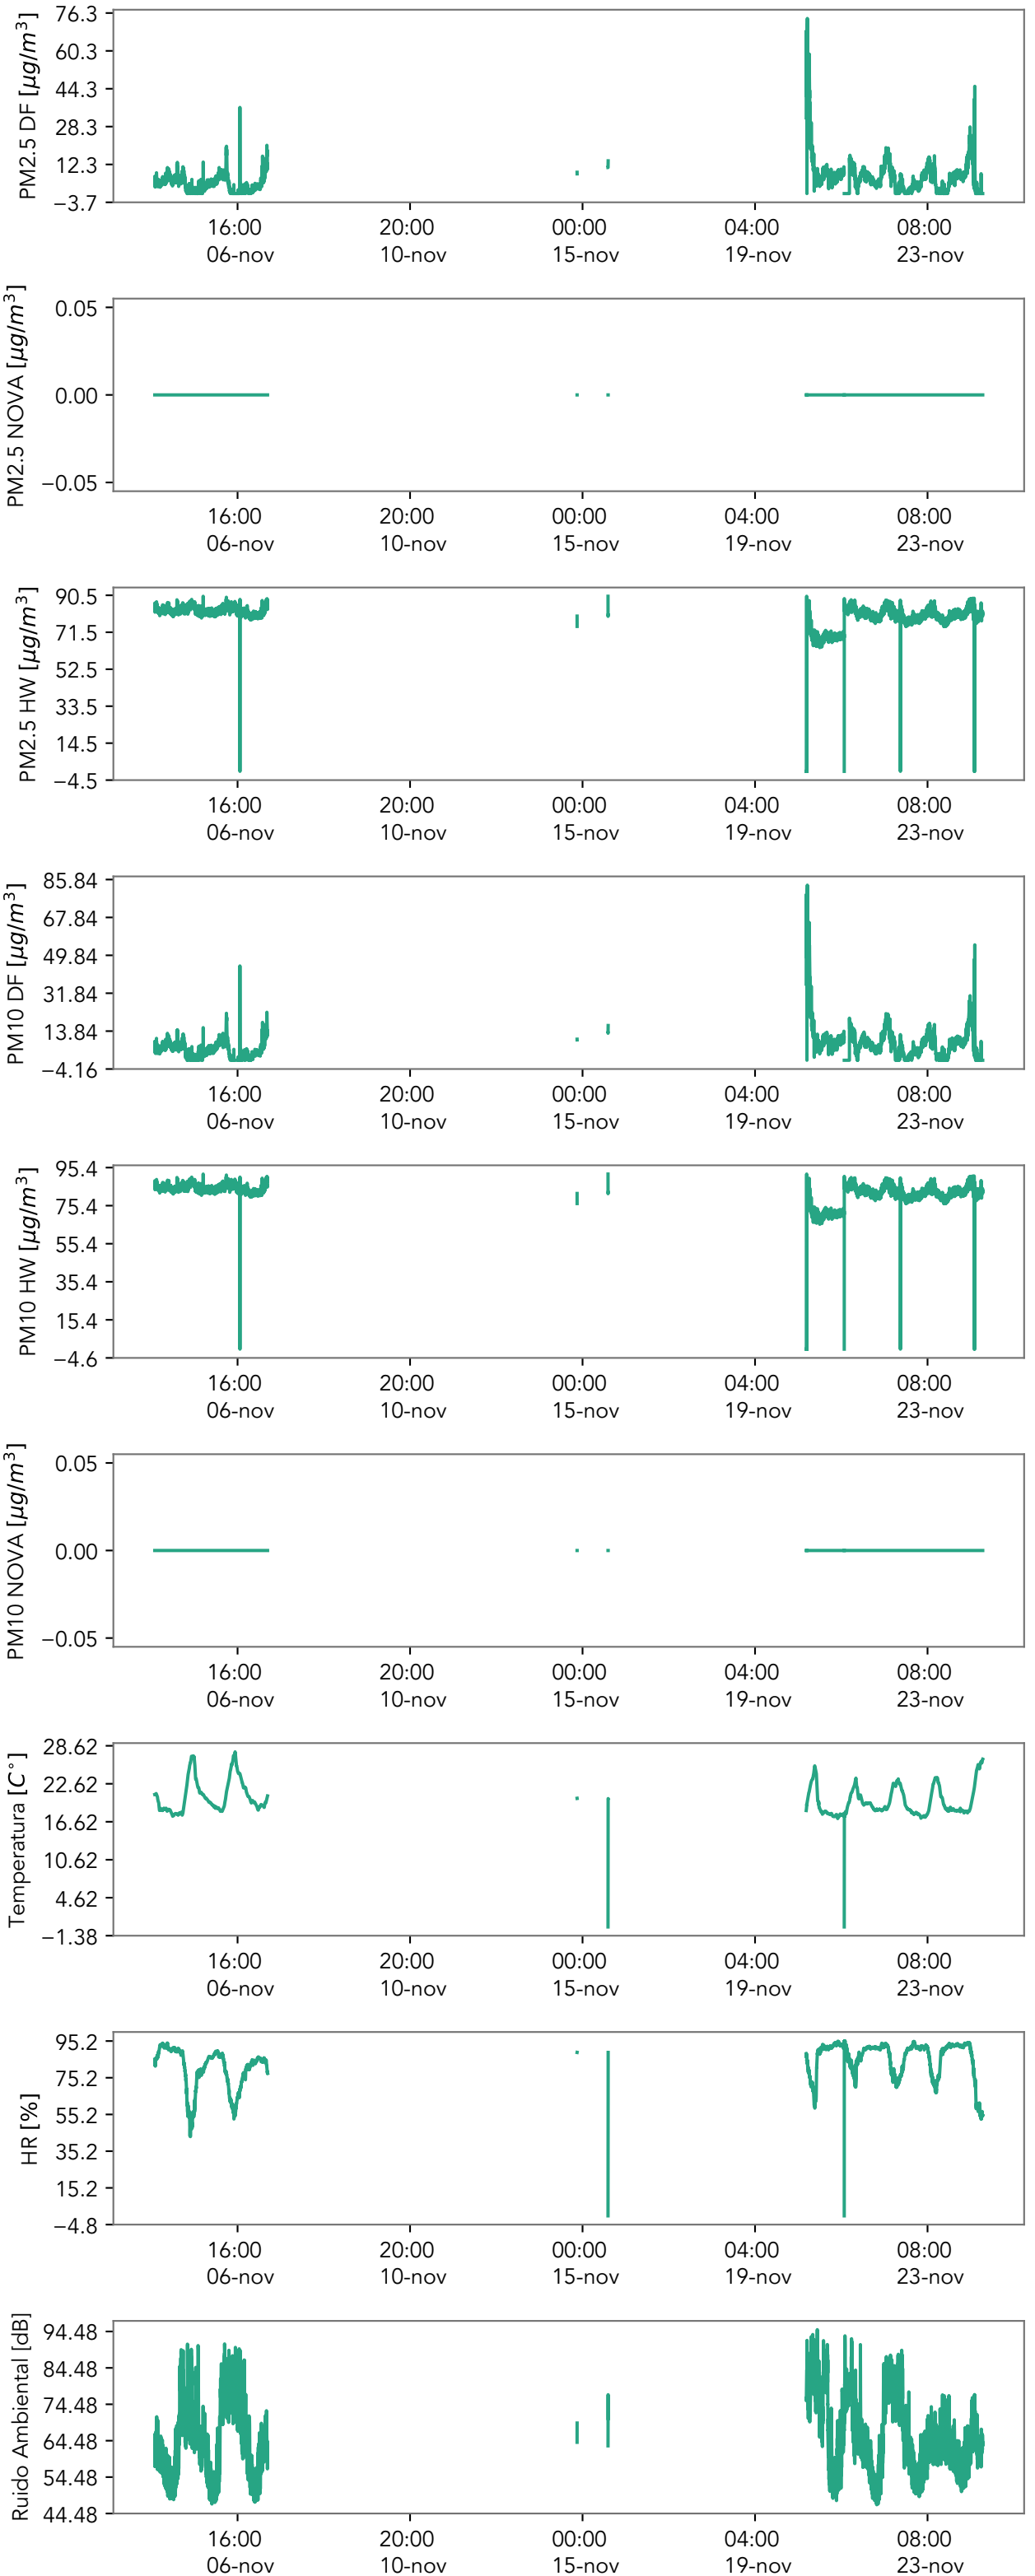 PM2.5 DF [μg/m³]
76.3
60.3
44.3
28.3
12.3
−3.7
16:00 20:00 00:00 04:00 08:00
06-nov 10-nov 15-nov 19-nov 23-nov
PM2.5 NOVA [μg/m³]
0.05
0.00
−0.05
16:00 20:00 00:00 04:00 08:00
06-nov 10-nov 15-nov 19-nov 23-nov
PM2.5 HW [μg/m³]
90.5
71.5
52.5
33.5
14.5
−4.5
16:00 20:00 00:00 04:00 08:00
06-nov 10-nov 15-nov 19-nov 23-nov
PM10 DF [μg/m³]
85.84
67.84
49.84
31.84
13.84
−4.16
16:00 20:00 00:00 04:00 08:00
06-nov 10-nov 15-nov 19-nov 23-nov
PM10 HW [μg/m³]
95.4
75.4
55.4
35.4
15.4
−4.6
16:00 20:00 00:00 04:00 08:00
06-nov 10-nov 15-nov 19-nov 23-nov
PM10 NOVA [μg/m³]
0.05
0.00
−0.05
16:00 20:00 00:00 04:00 08:00
06-nov 10-nov 15-nov 19-nov 23-nov
Temperatura [C°]
28.62
22.62
16.62
10.62
4.62
−1.38
16:00 20:00 00:00 04:00 08:00
06-nov 10-nov 15-nov 19-nov 23-nov
HR [%]
95.2
75.2
55.2
35.2
15.2
−4.8
16:00 20:00 00:00 04:00 08:00
06-nov 10-nov 15-nov 19-nov 23-nov
Ruido Ambiental [dB]
94.48
84.48
74.48
64.48
54.48
44.48
16:00 20:00 00:00 04:00 08:00
06-nov 10-nov 15-nov 19-nov 23-nov